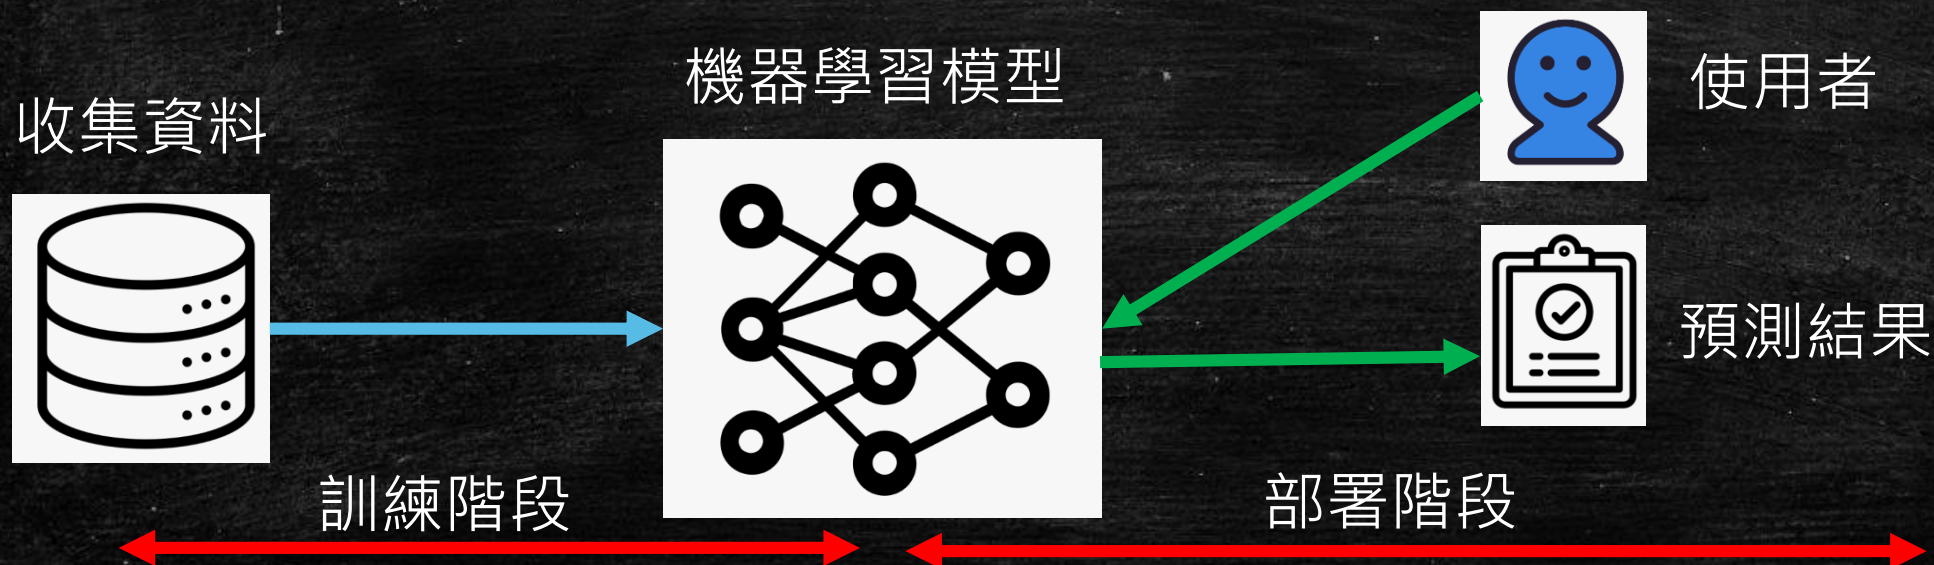 收集資料
機器學習模型
使用者
預測結果
訓練階段
部署階段